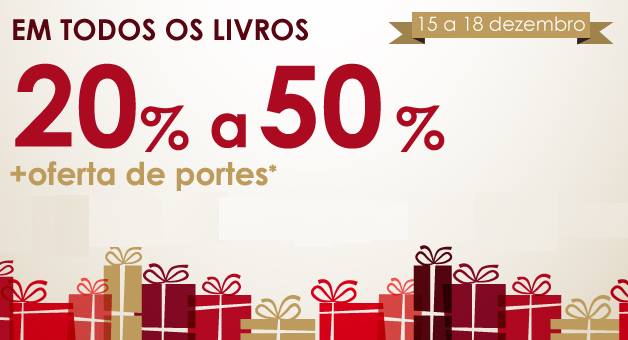 EM TODOS OS LIVROS
15 a 18 dezembro
20% a 50 %
+oferta de portes*